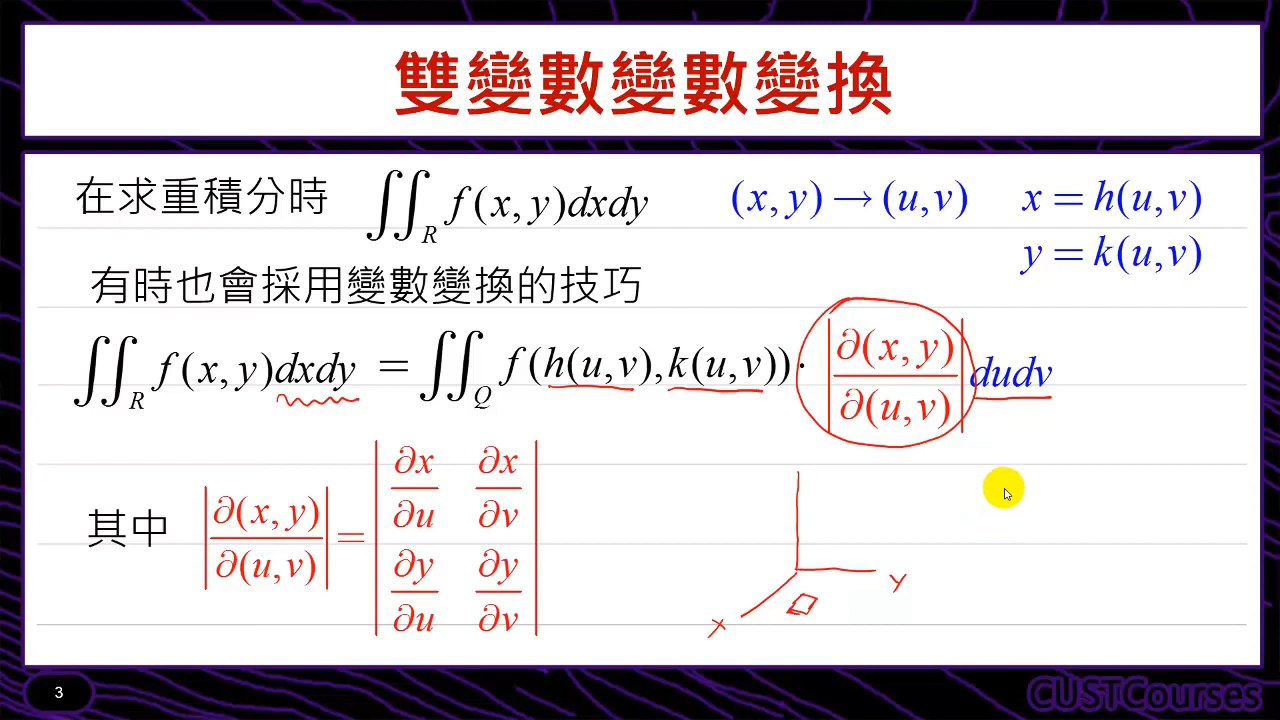 雙變數變數變換
在求重積分時 ∬_R f(x, y)dxdy (x, y) → (u, v) x = h(u, v)
y = k(u, v)
有時也會採用變數變換的技巧
∬_R f(x, y)dxdy = ∬_Q f(h(u, v), k(u, v)) · |∂(x, y)/∂(u, v)| dudv
其中 |∂(x, y)/∂(u, v)| = |∂x/∂u ∂x/∂v
∂y/∂u ∂y/∂v|
Y
X
3
CUSTCourses